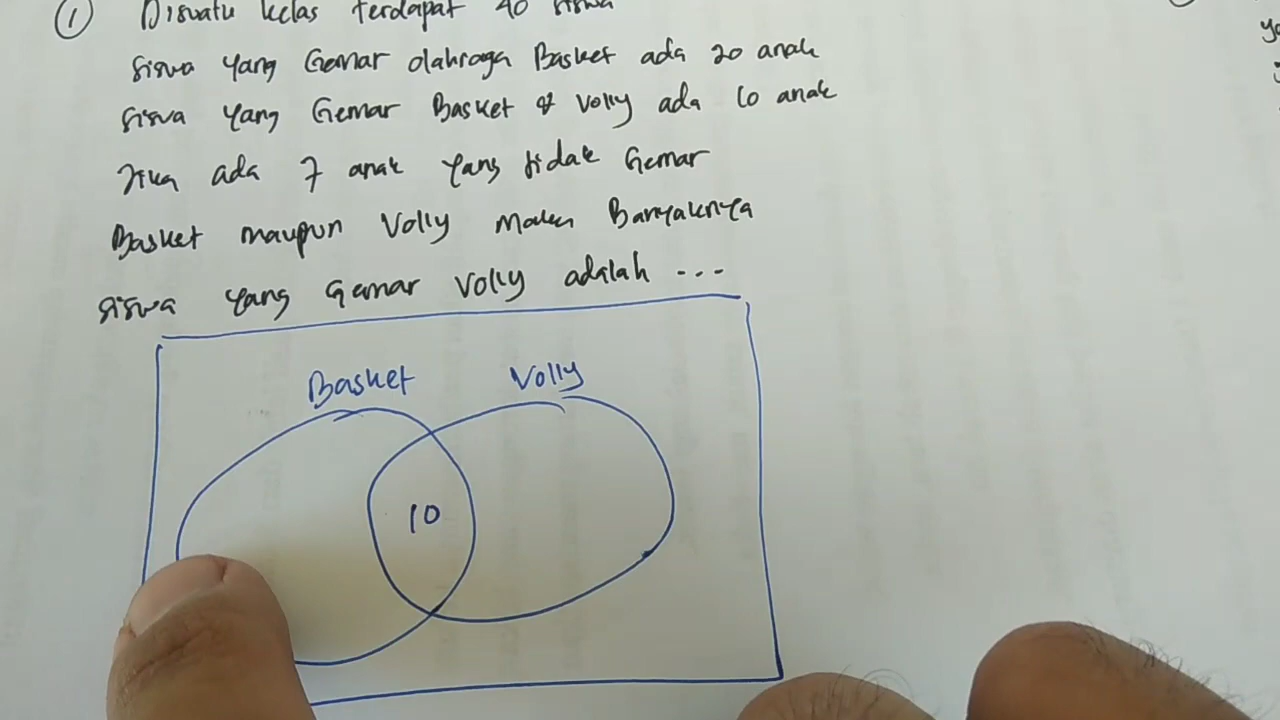 ① Disuatu kelas terdapat 40 siswa
siswa yang Gemar olahraga Basket ada 20 anak
siswa yang Gemar Basket & Volly ada 10 anak
Jika ada 7 anak yang tidak Gemar
Basket maupun Volly maka Banyaknya
siswa yang Gemar Volly adalah ...
Basket Volly
10